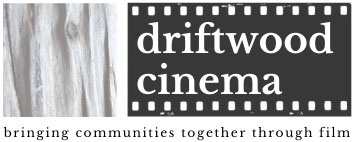 driftwood
cinema
bringing communities together through film